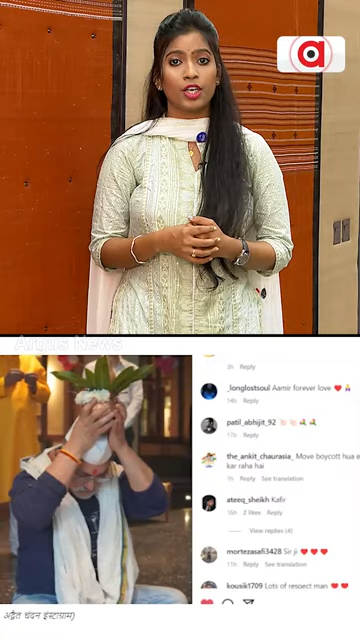 a
Argus News
3h Reply
_longlostsoul Aamir forever love ❤️🙏
14h Reply
patil_abhijit_92
17h Reply
the_ankit_chaurasia_ Move boycott hua e
kar raha hai
1h Reply See translation
ateeq_sheikh Kafir
16h 2 likes Reply
View replies (4)
mortezasafi3428 Sir ji ❤️❤️❤️
11h Reply See translation
kousik1709 Lots of respect man ❤️❤️
अद्वैत चंदन इंस्टाग्राम)